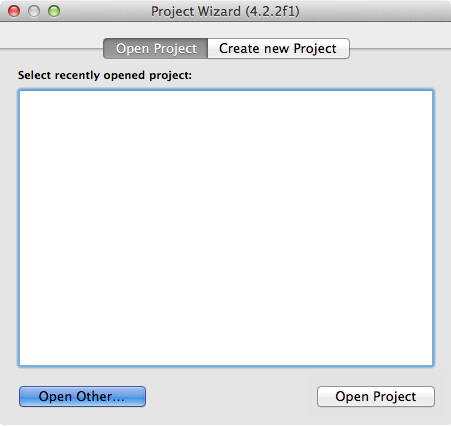 Project Wizard (4.2.2f1)
Open Project Create new Project
Select recently opened project:
Open Other... Open Project